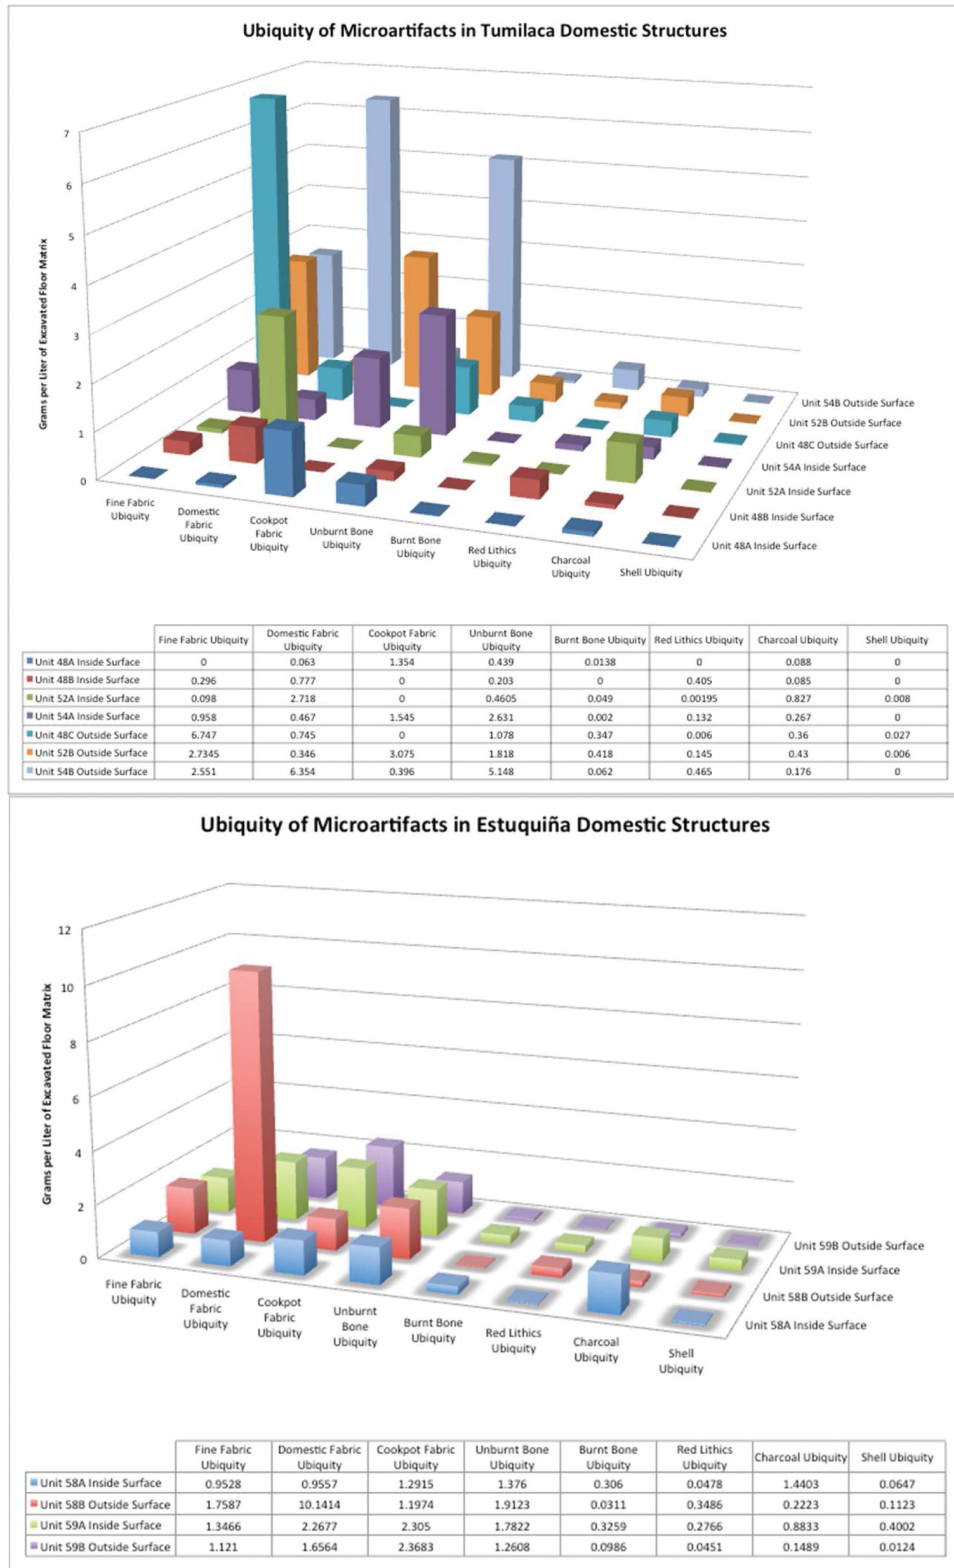 Ubiquity of Microartifacts in Tumilaca Domestic Structures
Grams per Liter of Excavated Floor Matrix
7
6
5
4
3
2
1
0
Fine Fabric
Ubiquity
Domestic
Fabric
Ubiquity
Cookpot
Fabric
Ubiquity
Unburnt Bone
Ubiquity
Burnt Bone
Ubiquity
Red Lithics
Ubiquity
Charcoal
Ubiquity
Shell Ubiquity
Unit 54B Outside Surface
Unit 52B Outside Surface
Unit 48C Outside Surface
Unit 54A Inside Surface
Unit 52A Inside Surface
Unit 48B Inside Surface
Unit 48A Inside Surface
Fine Fabric Ubiquity Domestic Fabric Ubiquity Cookpot Fabric Ubiquity Unburnt Bone Ubiquity Burnt Bone Ubiquity Red Lithics Ubiquity Charcoal Ubiquity Shell Ubiquity
Unit 48A Inside Surface 0 0.063 1.354 0.439 0.0138 0 0.088 0
Unit 48B Inside Surface 0.296 0.777 0 0.203 0 0.405 0.085 0
Unit 52A Inside Surface 0.098 2.718 0 0.4605 0.049 0.00195 0.827 0.008
Unit 54A Inside Surface 0.958 0.467 1.545 2.631 0.002 0.132 0.267 0
Unit 48C Outside Surface 6.747 0.745 0 1.078 0.347 0.006 0.36 0.027
Unit 52B Outside Surface 2.7345 0.346 3.075 1.818 0.418 0.145 0.43 0.006
Unit 54B Outside Surface 2.551 6.354 0.396 5.148 0.062 0.465 0.176 0
Ubiquity of Microartifacts in Estuquiña Domestic Structures
Grams per Liter of Excavated Floor Matrix
12
10
8
6
4
2
0
Fine Fabric
Ubiquity
Domestic
Fabric
Ubiquity
Cookpot
Fabric
Ubiquity
Unburnt
Bone
Ubiquity
Burnt Bone
Ubiquity
Red Lithics
Ubiquity
Charcoal
Ubiquity
Shell
Ubiquity
Unit 59B Outside Surface
Unit 59A Inside Surface
Unit 58B Outside Surface
Unit 58A Inside Surface
Fine Fabric Ubiquity Domestic Fabric Ubiquity Cookpot Fabric Ubiquity Unburnt Bone Ubiquity Burnt Bone Ubiquity Red Lithics Ubiquity Charcoal Ubiquity Shell Ubiquity
Unit 58A Inside Surface 0.9528 0.9557 1.2915 1.376 0.306 0.0478 1.4403 0.0647
Unit 58B Outside Surface 1.7587 10.1414 1.1974 1.9123 0.0311 0.3486 0.2223 0.1123
Unit 59A Inside Surface 1.3466 2.2677 2.305 1.7822 0.3259 0.2766 0.8833 0.4002
Unit 59B Outside Surface 1.121 1.6564 2.3683 1.2608 0.0986 0.0451 0.1489 0.0124